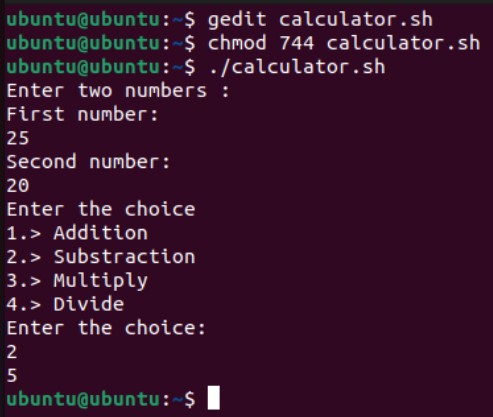 ubuntu@ubuntu:~$ gedit calculator.sh
ubuntu@ubuntu:~$ chmod 744 calculator.sh
ubuntu@ubuntu:~$ ./calculator.sh
Enter two numbers :
First number:
25
Second number:
20
Enter the choice
1.> Addition
2.> Substraction
3.> Multiply
4.> Divide
Enter the choice:
2
5
ubuntu@ubuntu:~$